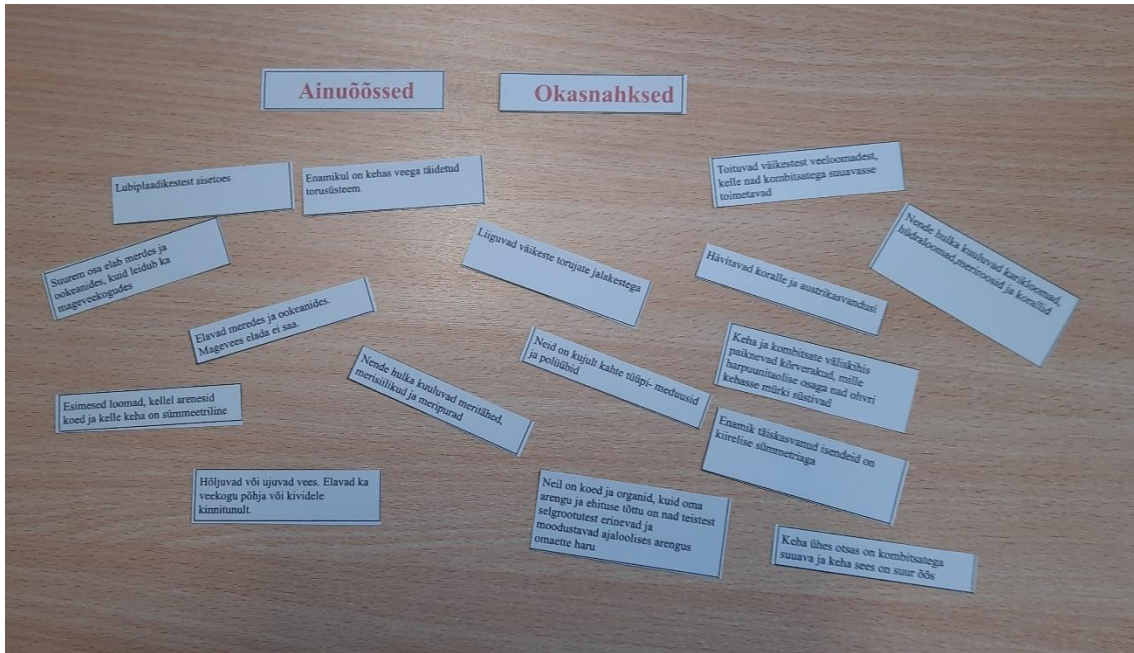 Ainuõõssed
Okasnahksed
Lubiplaadikestest sisetoes
Enamikul on kehas veega täidetud
torusüsteem
Toituvad väikestest veeloomadest,
kelle nad kombitsatega suuavasse
toimetavad
Suurem osa elab merdes ja
ookeanides, kuid leidub ka
mageveekogudes
Liiguvad väikeste torujate jalakestega
Hävitavad koralle ja austrikasvandusi
Nende hulka kuuluvad karikloomad,
hüdraloomad,meriroosid ja korallid
Elavad meredes ja ookeanides.
Magevees elada ei saa.
Nende hulka kuuluvad meritähed,
merisiilikud ja meripurad
Neid on kujult kahte tüüpi- meduusid
ja polüübid
Keha ja kombitsate väliskihis
paiknevad kõrverakud, mille
harpuunitaolise osaga nad ohvri
kehasse mürki süstivad
Esimesed loomad, kellel arenesid
koed ja kelle keha on sümmeetriline
Enamik täiskasvanud isendeid on
kiirelise sümmetriaga
Hõljuvad või ujuvad vees. Elavad ka
veekogu põhja või kividele
kinnitunult.
Neil on koed ja organid, kuid oma
arengu ja ehituse tõttu on nad teistest
selgrootutest erinevad ja
moodustavad ajaloolises arengus
omaette haru
Keha ühes otsas on kombitsatega
suuava ja keha sees on suur õõs